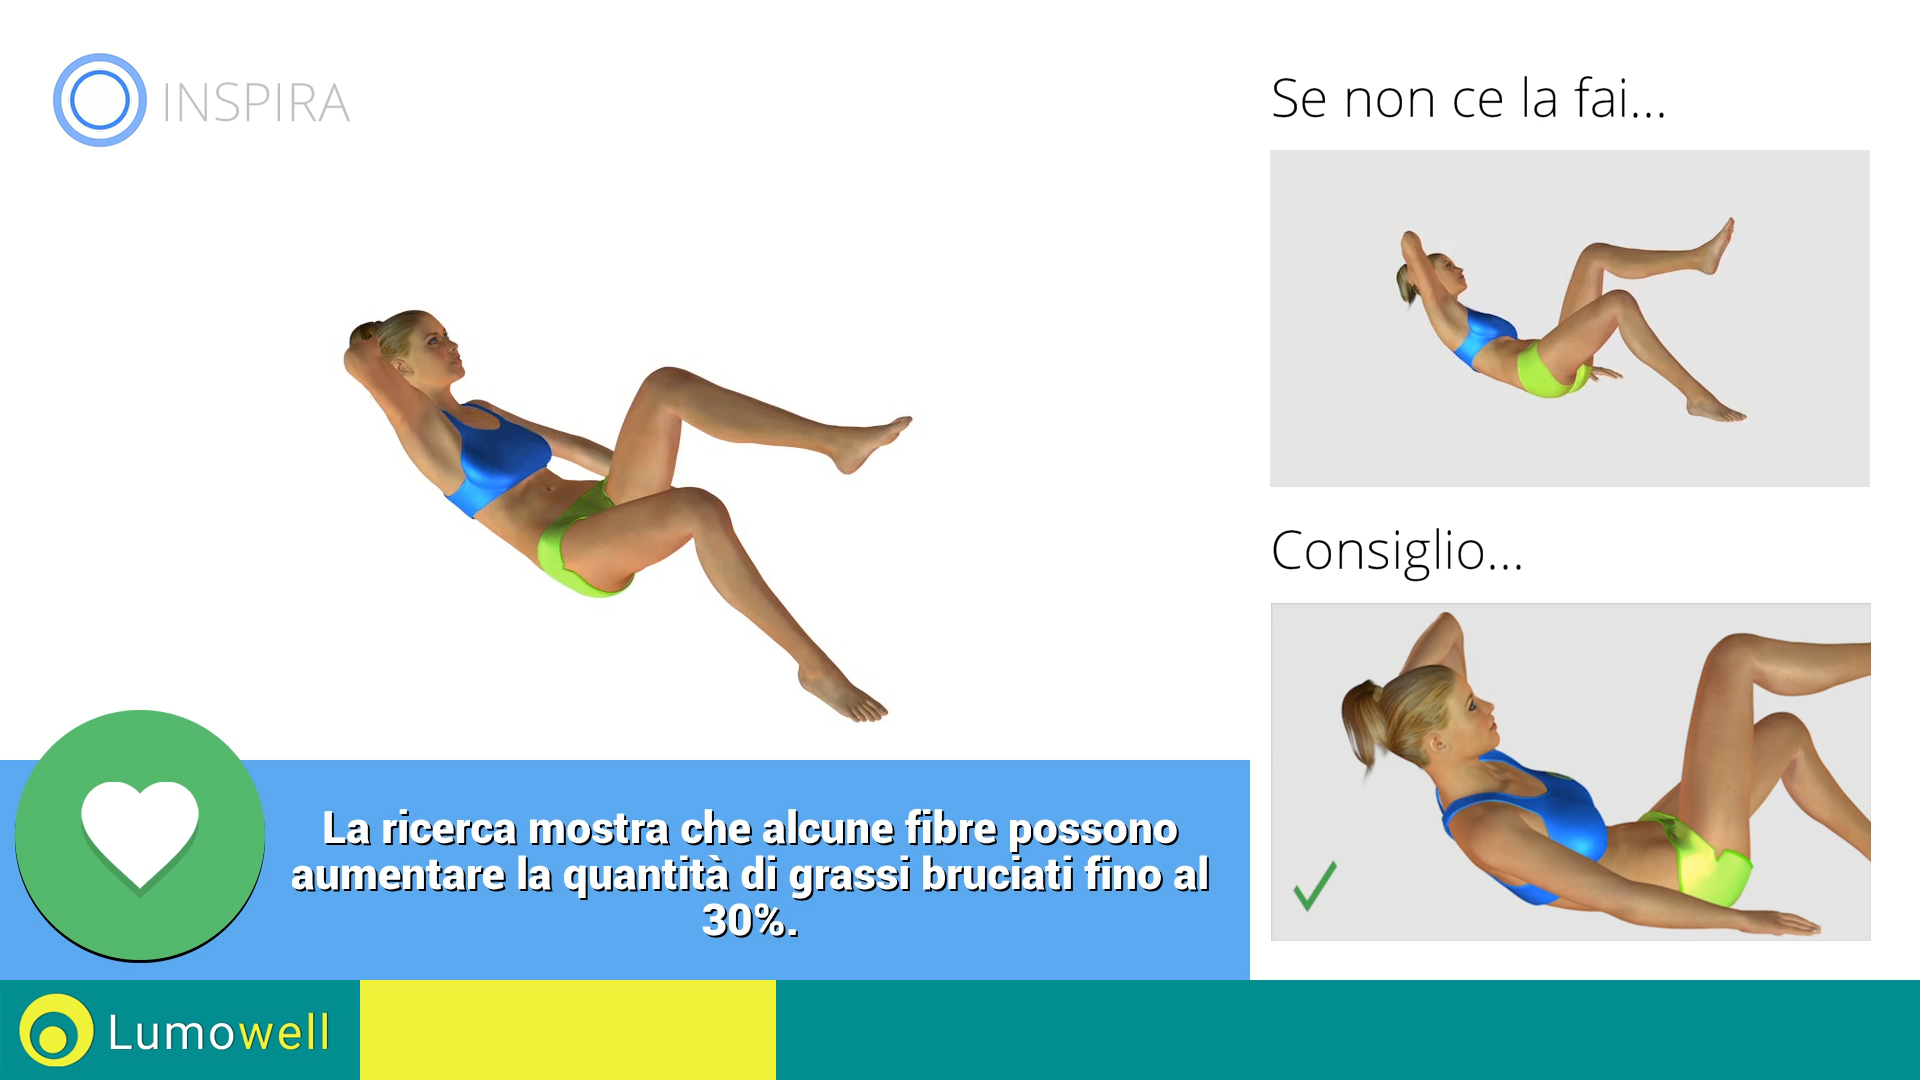 INSPIRA
Se non ce la fai...
Consiglio...
La ricerca mostra che alcune fibre possono
aumentare la quantità di grassi bruciati fino al
30%.
Lumowell